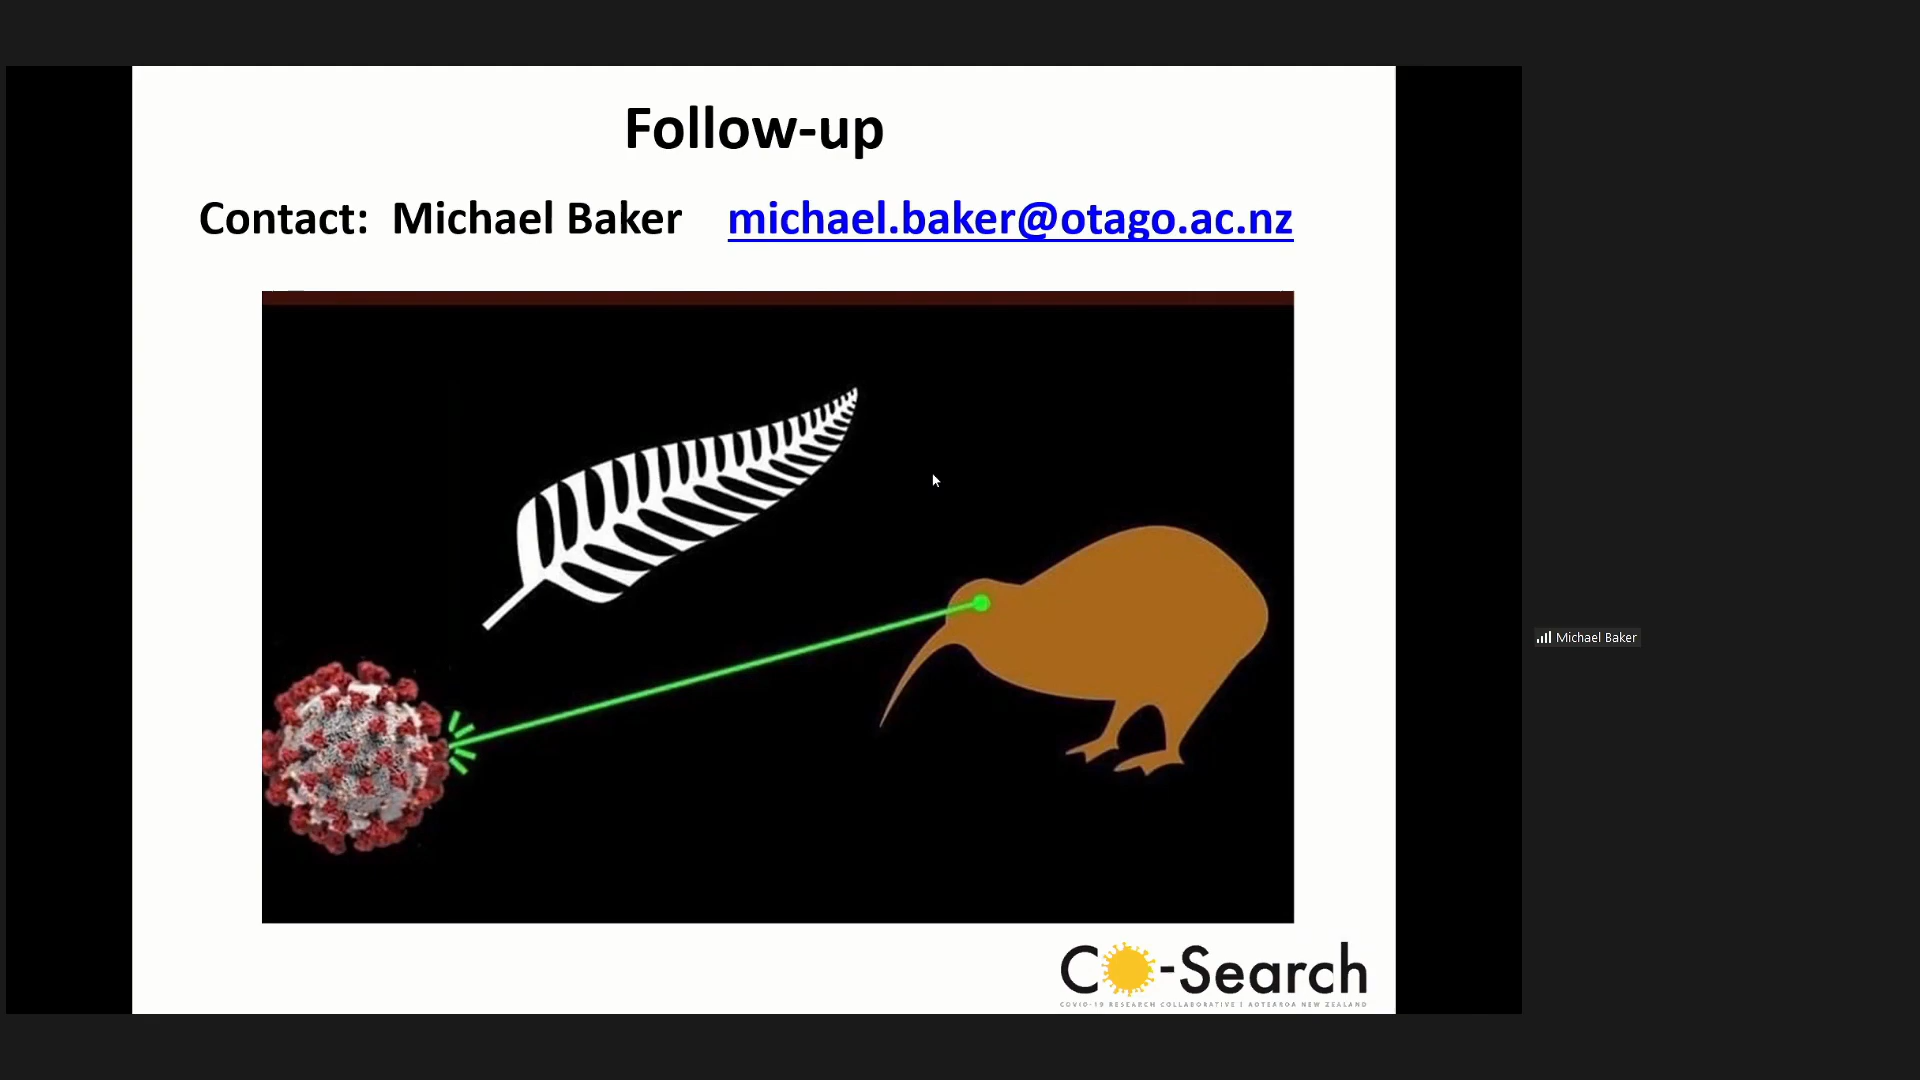 Follow-up
Contact: Michael Baker michael.baker@otago.ac.nz
Michael Baker
CO-Search
COVID-19 RESEARCH COLLABORATIVE | AOTEAROA NEW ZEALAND